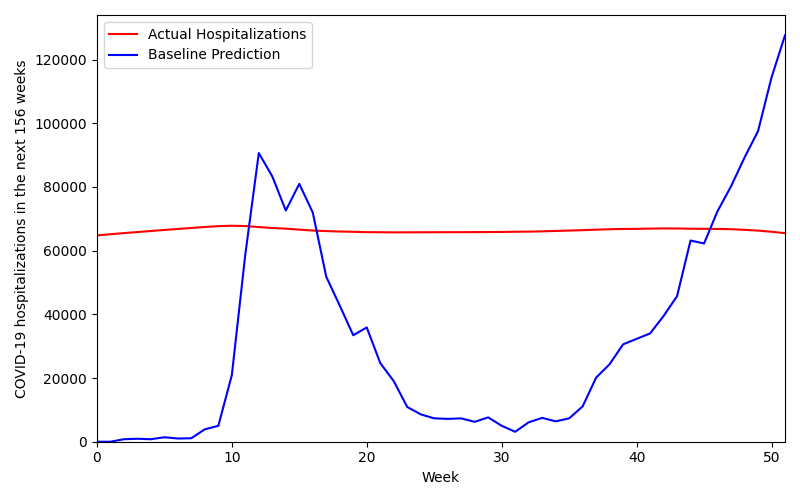 Actual Hospitalizations
Baseline Prediction
COVID-19 hospitalizations in the next 156 weeks
120000
100000
80000
60000
40000
20000
0
0 10 20 30 40 50
Week